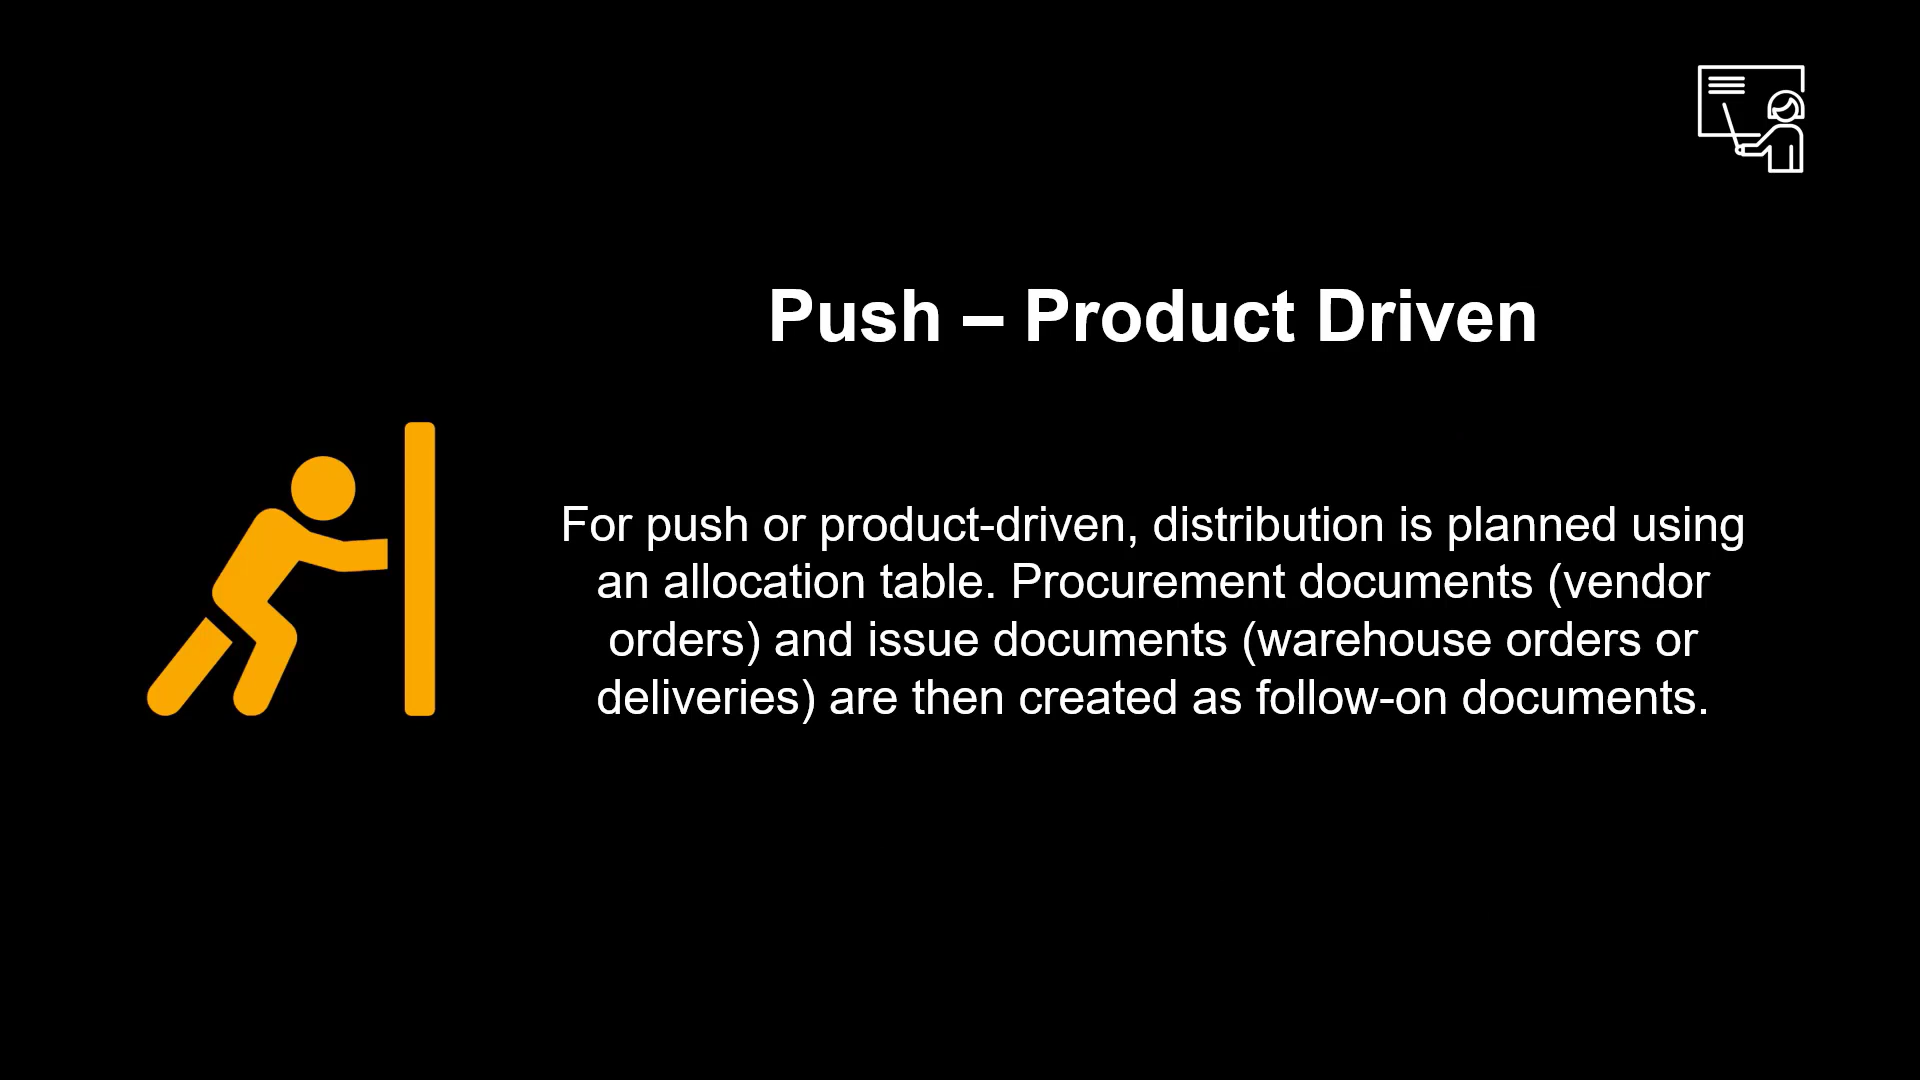 Push – Product Driven
For push or product-driven, distribution is planned using
an allocation table. Procurement documents (vendor
orders) and issue documents (warehouse orders or
deliveries) are then created as follow-on documents.